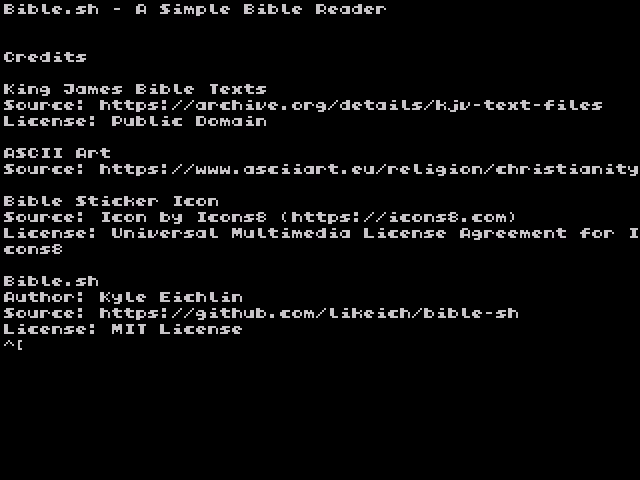 Bible.sh - A Simple Bible Reader
Credits
King James Bible Texts
Source: https://archive.org/details/kjv-text-files
License: Public Domain
ASCII Art
Source: https://www.asciiart.eu/religion/christianity
Bible Sticker Icon
Source: Icon by Icons8 (https://icons8.com)
License: Universal Multimedia License Agreement for I
cons8
Bible.sh
Author: Kyle Eichlin
Source: https://github.com/likeich/bible-sh
License: MIT License
^[